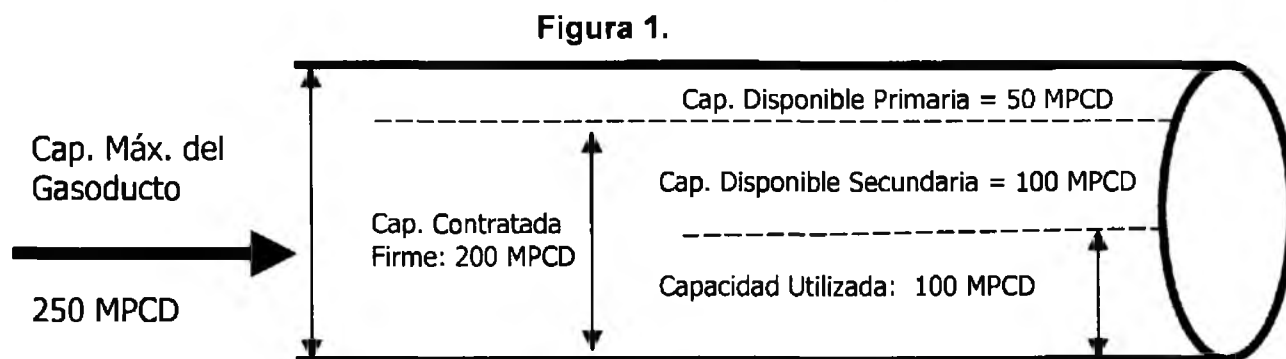 Figura 1.
Cap. Disponible Primaria = 50 MPCD
Cap. Máx. del
Gasoducto
Cap. Disponible Secundaria = 100 MPCD
Cap. Contratada
Firme: 200 MPCD
Capacidad Utilizada: 100 MPCD
250 MPCD